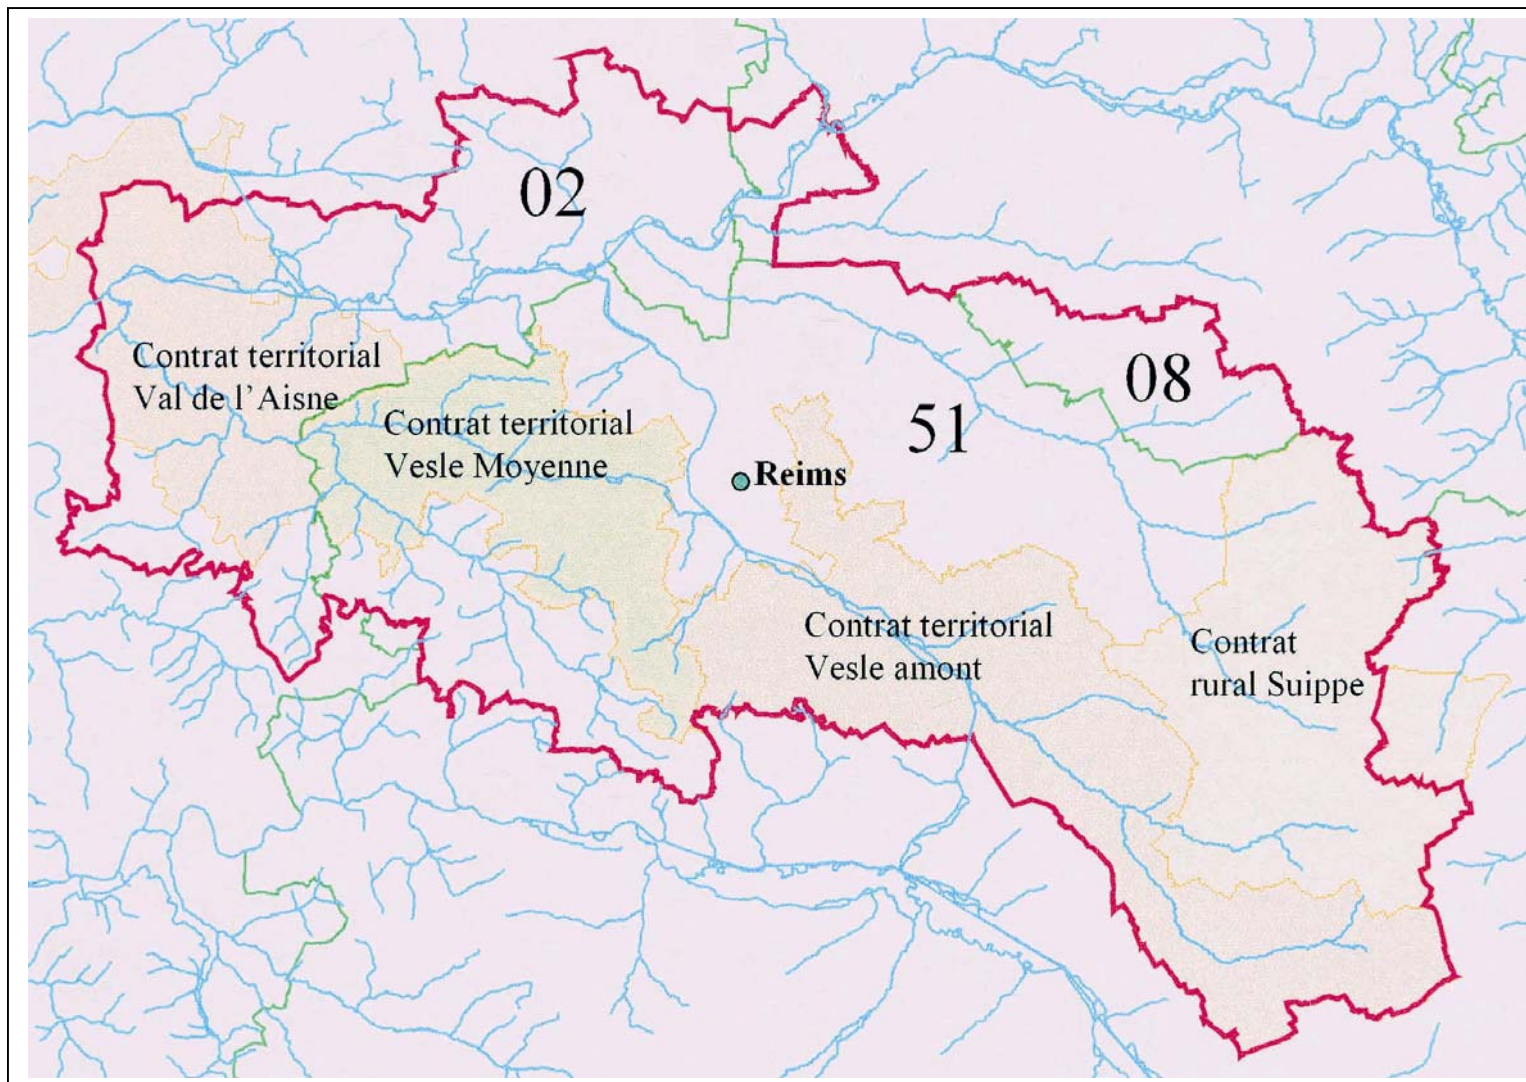 02
Contrat territorial
Val de l'Aisne
08
Contrat territorial
Vesle Moyenne
51
Reims
Contrat territorial
Vesle amont
Contrat
rural Suippe